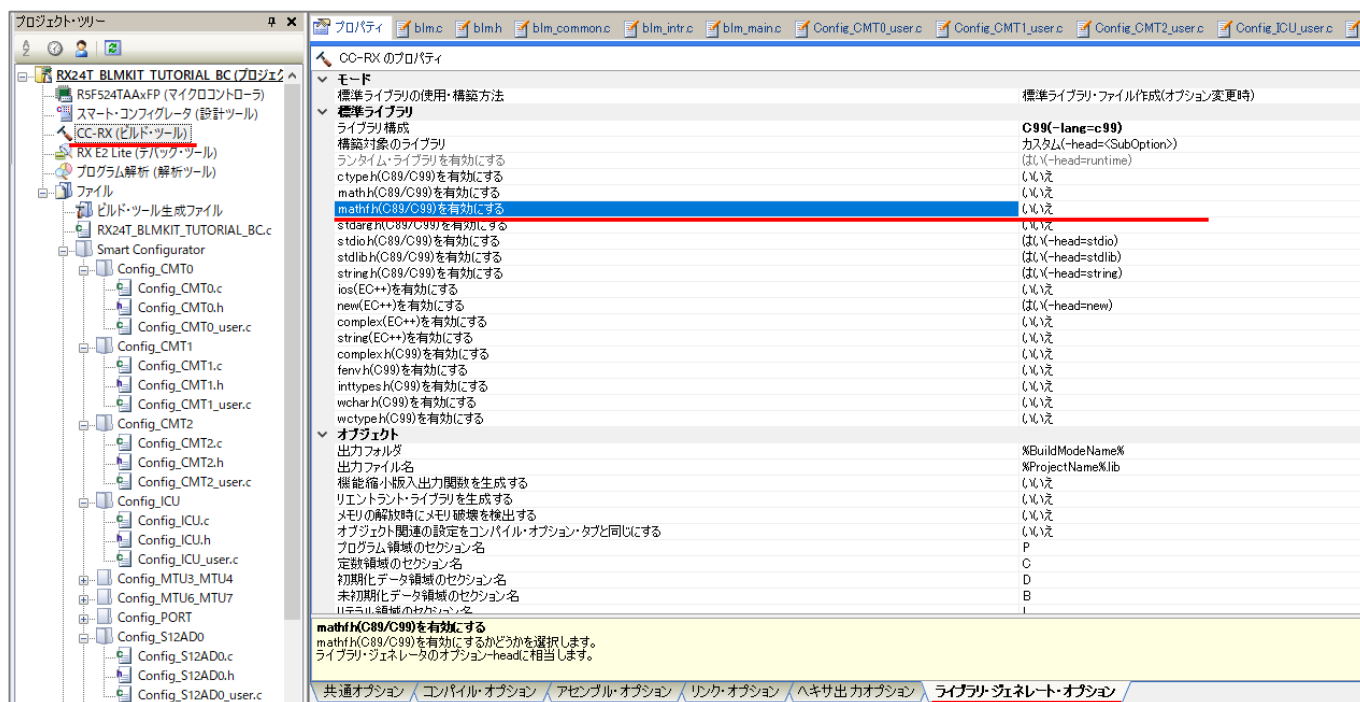 プロジェクト・ツリー
RX24T_BLMKIT_TUTORIAL_BC (プロジェク
R5F524TAAxFP (マイクロコントローラ)
スマート・コンフィグレータ (設計ツール)
CC-RX (ビルド・ツール)
RX E2 Lite (デバッグ・ツール)
プログラム解析 (解析ツール)
ファイル
ビルド・ツール生成ファイル
RX24T_BLMKIT_TUTORIAL_BC.c
Smart Configurator
Config_CMT0
Config_CMT0.c
Config_CMT0.h
Config_CMT0_user.c
Config_CMT1
Config_CMT1.c
Config_CMT1.h
Config_CMT1_user.c
Config_CMT2
Config_CMT2.c
Config_CMT2.h
Config_CMT2_user.c
Config_ICU
Config_ICU.c
Config_ICU.h
Config_ICU_user.c
Config_MTU3_MTU4
Config_MTU6_MTU7
Config_PORT
Config_S12AD0
Config_S12AD0.c
Config_S12AD0.h
Config_S12AD0_user.c
プロパティ blm.c blm.h blm_common.c blm_intr.c blm_main.c Config_CMT0_user.c Config_CMT1_user.c Config_CMT2_user.c Config_ICU_user.c
CC-RX のプロパティ
モード
標準ライブラリの使用・構築方法 標準ライブラリ・ファイル作成(オプション変更時)
標準ライブラリ
ライブラリ構成 C99(-lang=c99)
構築対象のライブラリ カスタム(-head=<SubOption>)
ランタイム・ライブラリを有効にする はい(-head=runtime)
ctype.h(C89/C99)を有効にする いいえ
math.h(C89/C99)を有効にする いいえ
mathf.h(C89/C99)を有効にする いいえ
stdarg.h(C89/C99)を有効にする いいえ
stdio.h(C89/C99)を有効にする はい(-head=stdio)
stdlib.h(C89/C99)を有効にする はい(-head=stdlib)
string.h(C89/C99)を有効にする はい(-head=string)
ios(EC++)を有効にする いいえ
new(EC++)を有効にする はい(-head=new)
complex(EC++)を有効にする いいえ
string(EC++)を有効にする いいえ
complex.h(C99)を有効にする いいえ
fenv.h(C99)を有効にする いいえ
inttypes.h(C99)を有効にする いいえ
wchar.h(C99)を有効にする いいえ
wctype.h(C99)を有効にする いいえ
オブジェクト
出力フォルダ %BuildModeName%
出力ファイル名 %ProjectName%.lib
機能縮小版入出力関数を生成する いいえ
リエントラント・ライブラリを生成する いいえ
メモリの解放時にメモリ破壊を検出する いいえ
オブジェクト関連の設定をコンパイル・オプション・タブと同じにする いいえ
プログラム領域のセクション名 P
定数領域のセクション名 C
初期化データ領域のセクション名 D
未初期化データ領域のセクション名 B
リテラル領域のセクション名 L
mathf.h(C89/C99)を有効にする
mathf.h(C89/C99)を有効にするかどうかを選択します。
ライブラリ・ジェネレータのオプション-headに相当します。
共通オプション コンパイル・オプション アセンブル・オプション リンク・オプション ヘキサ出力オプション ライブラリ・ジェネレート・オプション